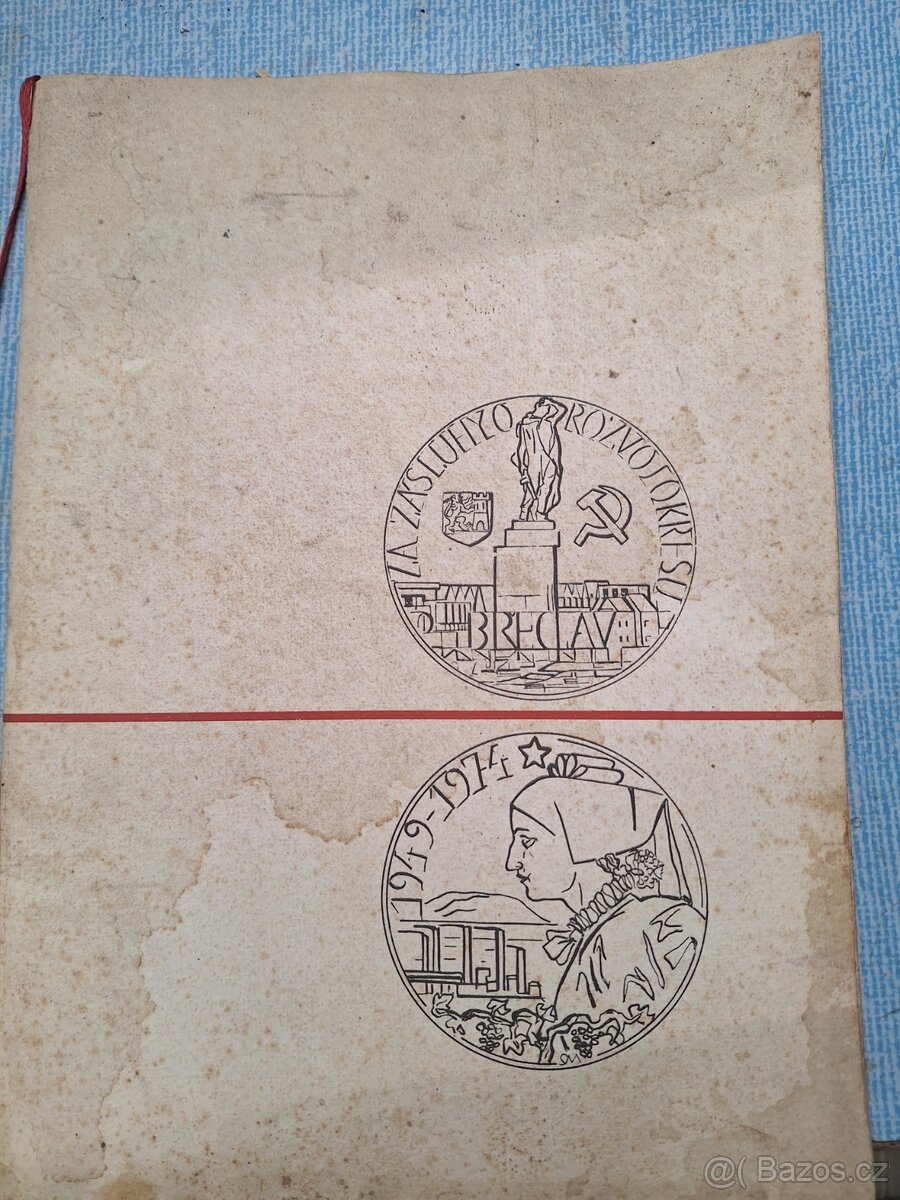 ZA ZÁSLUHY O ROZVOJ OKRESU
BŘECLAV
1949-1974
@( Bazos.cz